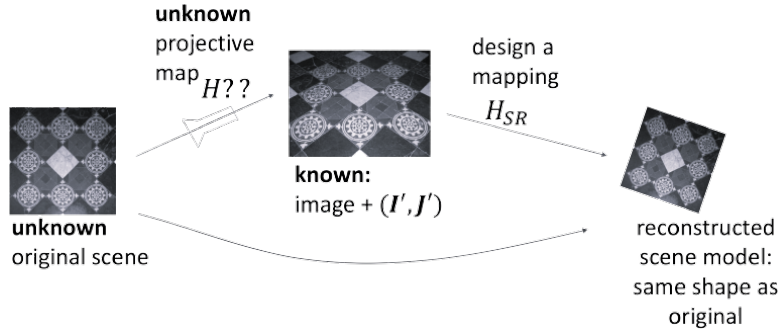 unknown
projective
map
H??
design a
mapping
H_SR
known:
image + (I′, J′)
unknown
original scene
reconstructed
scene model:
same shape as
original